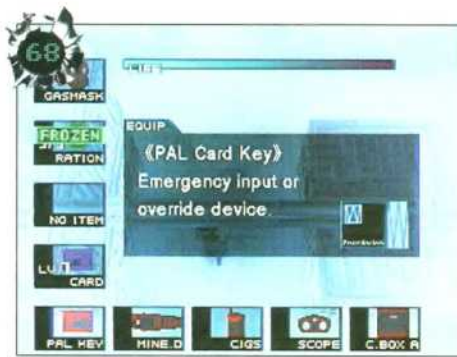 68
LIFE
GASMASK
EQUIP
《PAL Card Key》
Emergency input or
override device.
FROZEN
RATION
NO ITEM
LV.7
CARD
PAL KEY
MINE.D
CIGS
SCOPE
C.BOX A